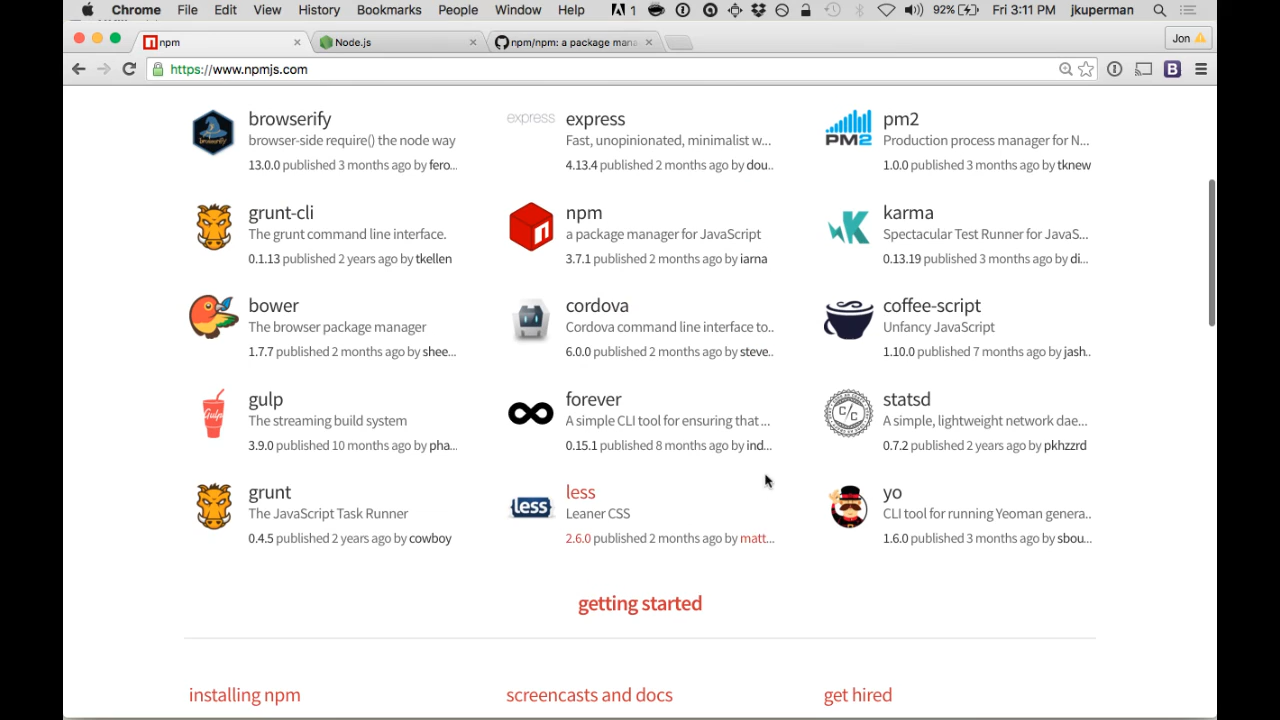 Chrome File Edit View History Bookmarks People Window Help 1 92% Fri 3:11 PM jkuperman
npm Node.js npm/npm: a package mana Jon
https://www.npmjs.com B
browserify
browser-side require() the node way
13.0.0 published 3 months ago by fero...
express
express
Fast, unopinionated, minimalist w...
4.13.4 published 2 months ago by dou..
PM2
pm2
Production process manager for N...
1.0.0 published 3 months ago by tknew
grunt-cli
The grunt command line interface.
0.1.13 published 2 years ago by tkellen
n
npm
a package manager for JavaScript
3.7.1 published 2 months ago by iarna
K
karma
Spectacular Test Runner for JavaS...
0.13.19 published 3 months ago by di...
bower
The browser package manager
1.7.7 published 2 months ago by shee...
cordova
Cordova command line interface to..
6.0.0 published 2 months ago by steve..
coffee-script
Unfancy JavaScript
1.10.0 published 7 months ago by jash..
Gulp
gulp
The streaming build system
3.9.0 published 10 months ago by pha...
forever
A simple CLI tool for ensuring that ...
0.15.1 published 8 months ago by ind...
C/C
statsd
A simple, lightweight network dae...
0.7.2 published 2 years ago by pkhzzrd
grunt
The JavaScript Task Runner
0.4.5 published 2 years ago by cowboy
less
less
Leaner CSS
2.6.0 published 2 months ago by matt...
yo
CLI tool for running Yeoman genera..
1.6.0 published 3 months ago by sbou...
getting started
installing npm
screencasts and docs
get hired